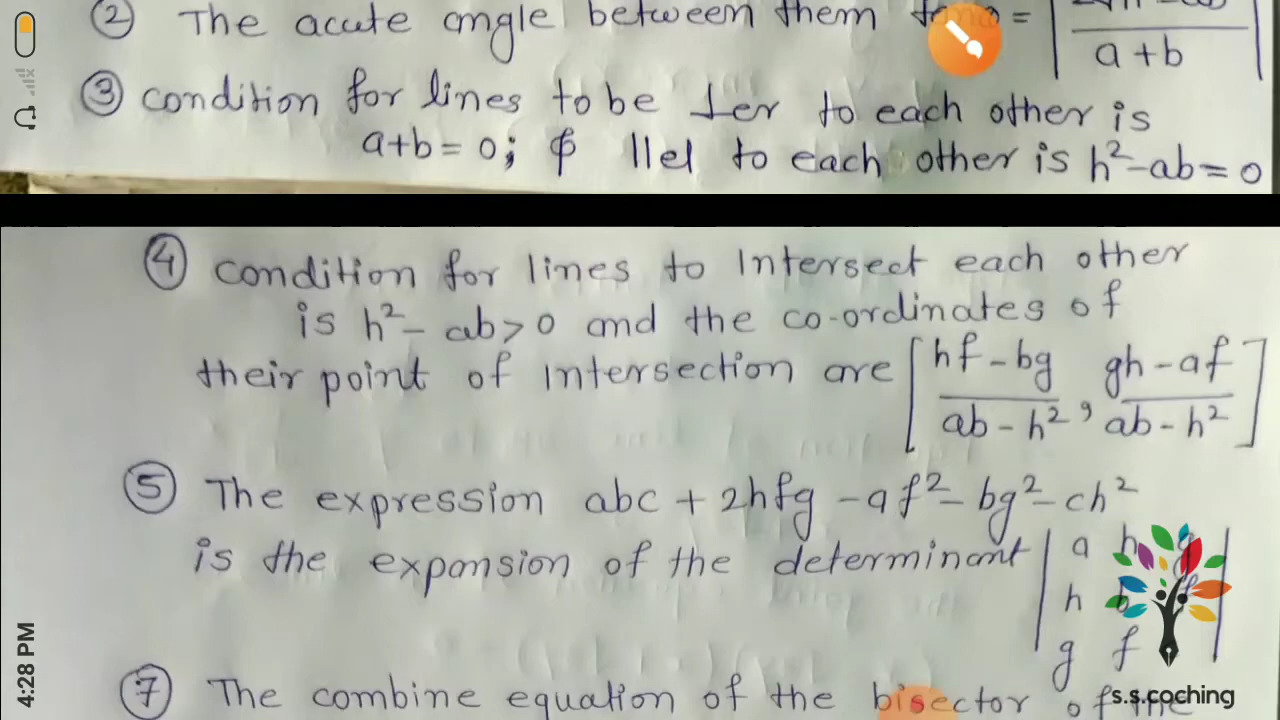 ② The acute angle between them = | a+b |
③ condition for lines to be ⊥er to each other is
a+b = 0; & llel to each other is h²-ab = 0
④ condition for lines to Intersect each other
is h² - ab > 0 and the co-ordinates of
their point of Intersection are [ hf-bg / ab-h² , gh-af / ab-h² ]
⑤ The expression abc + 2hfg - af² - bg² - ch²
is the expansion of the determinant | a h
h b
g f |
⑦ The combine equation of the bisector of the
s.s.coching
4:28 PM